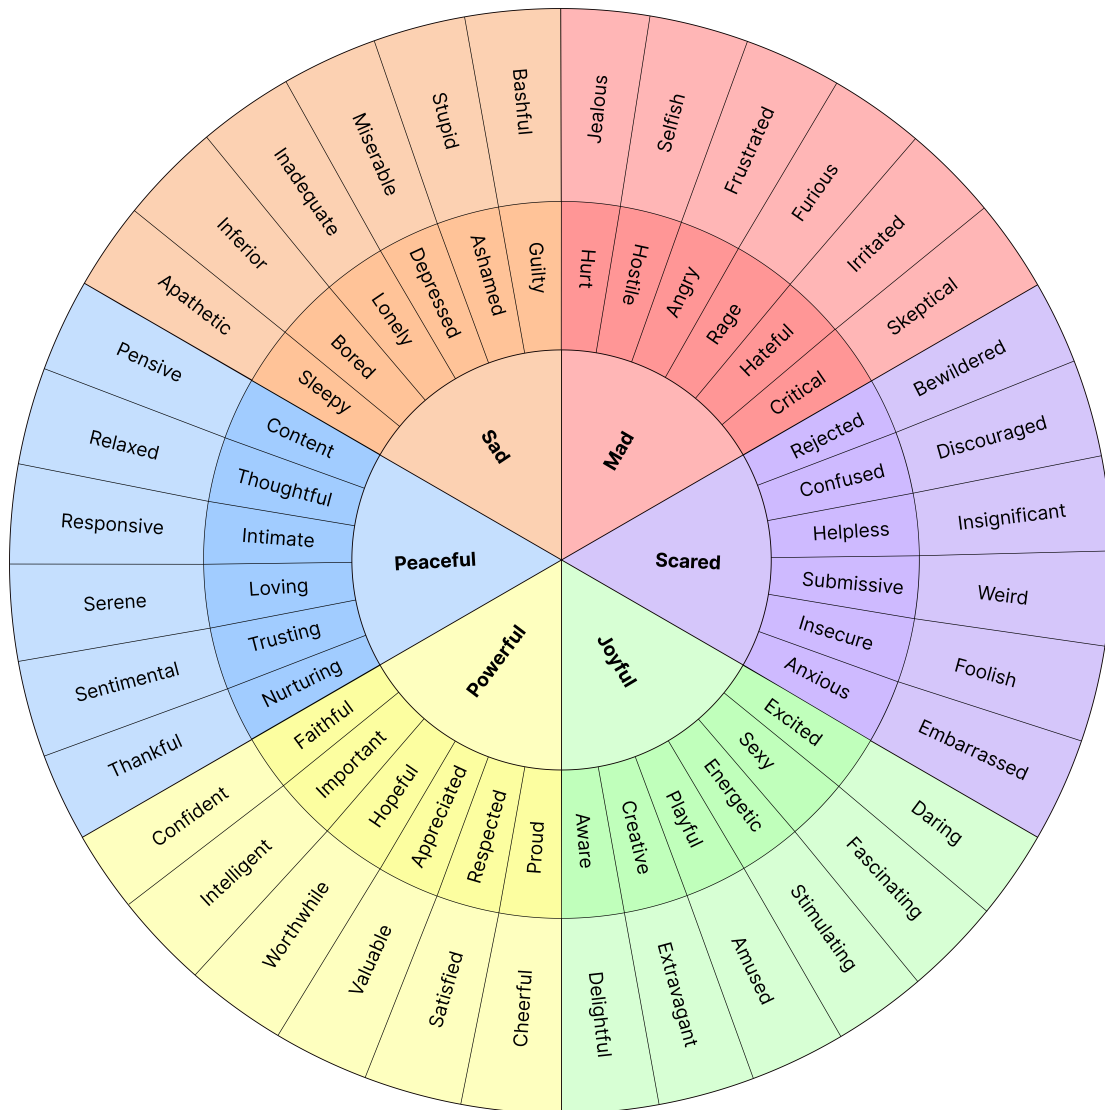 Mad
Hurt
Hostile
Angry
Rage
Hateful
Critical
Jealous
Selfish
Frustrated
Furious
Irritated
Skeptical
Scared
Rejected
Confused
Helpless
Submissive
Insecure
Anxious
Bewildered
Discouraged
Insignificant
Weird
Foolish
Embarrassed
Joyful
Excited
Sexy
Energetic
Playful
Creative
Aware
Daring
Fascinating
Stimulating
Amused
Extravagant
Delightful
Powerful
Proud
Respected
Appreciated
Hopeful
Important
Faithful
Cheerful
Satisfied
Valuable
Worthwhile
Intelligent
Confident
Peaceful
Nurturing
Trusting
Loving
Intimate
Thoughtful
Content
Thankful
Sentimental
Serene
Responsive
Relaxed
Pensive
Sad
Sleepy
Bored
Lonely
Depressed
Ashamed
Guilty
Apathetic
Inferior
Inadequate
Miserable
Stupid
Bashful